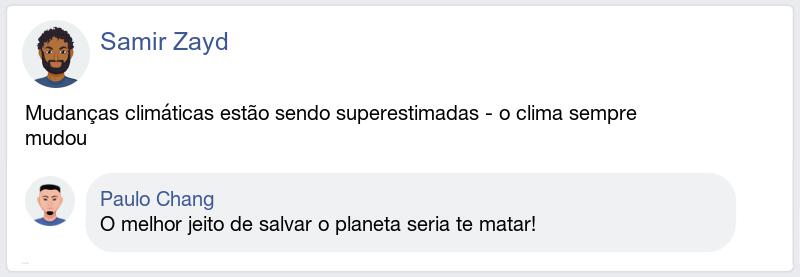 Samir Zayd
Mudanças climáticas estão sendo superestimadas - o clima sempre
mudou
Paulo Chang
O melhor jeito de salvar o planeta seria te matar!